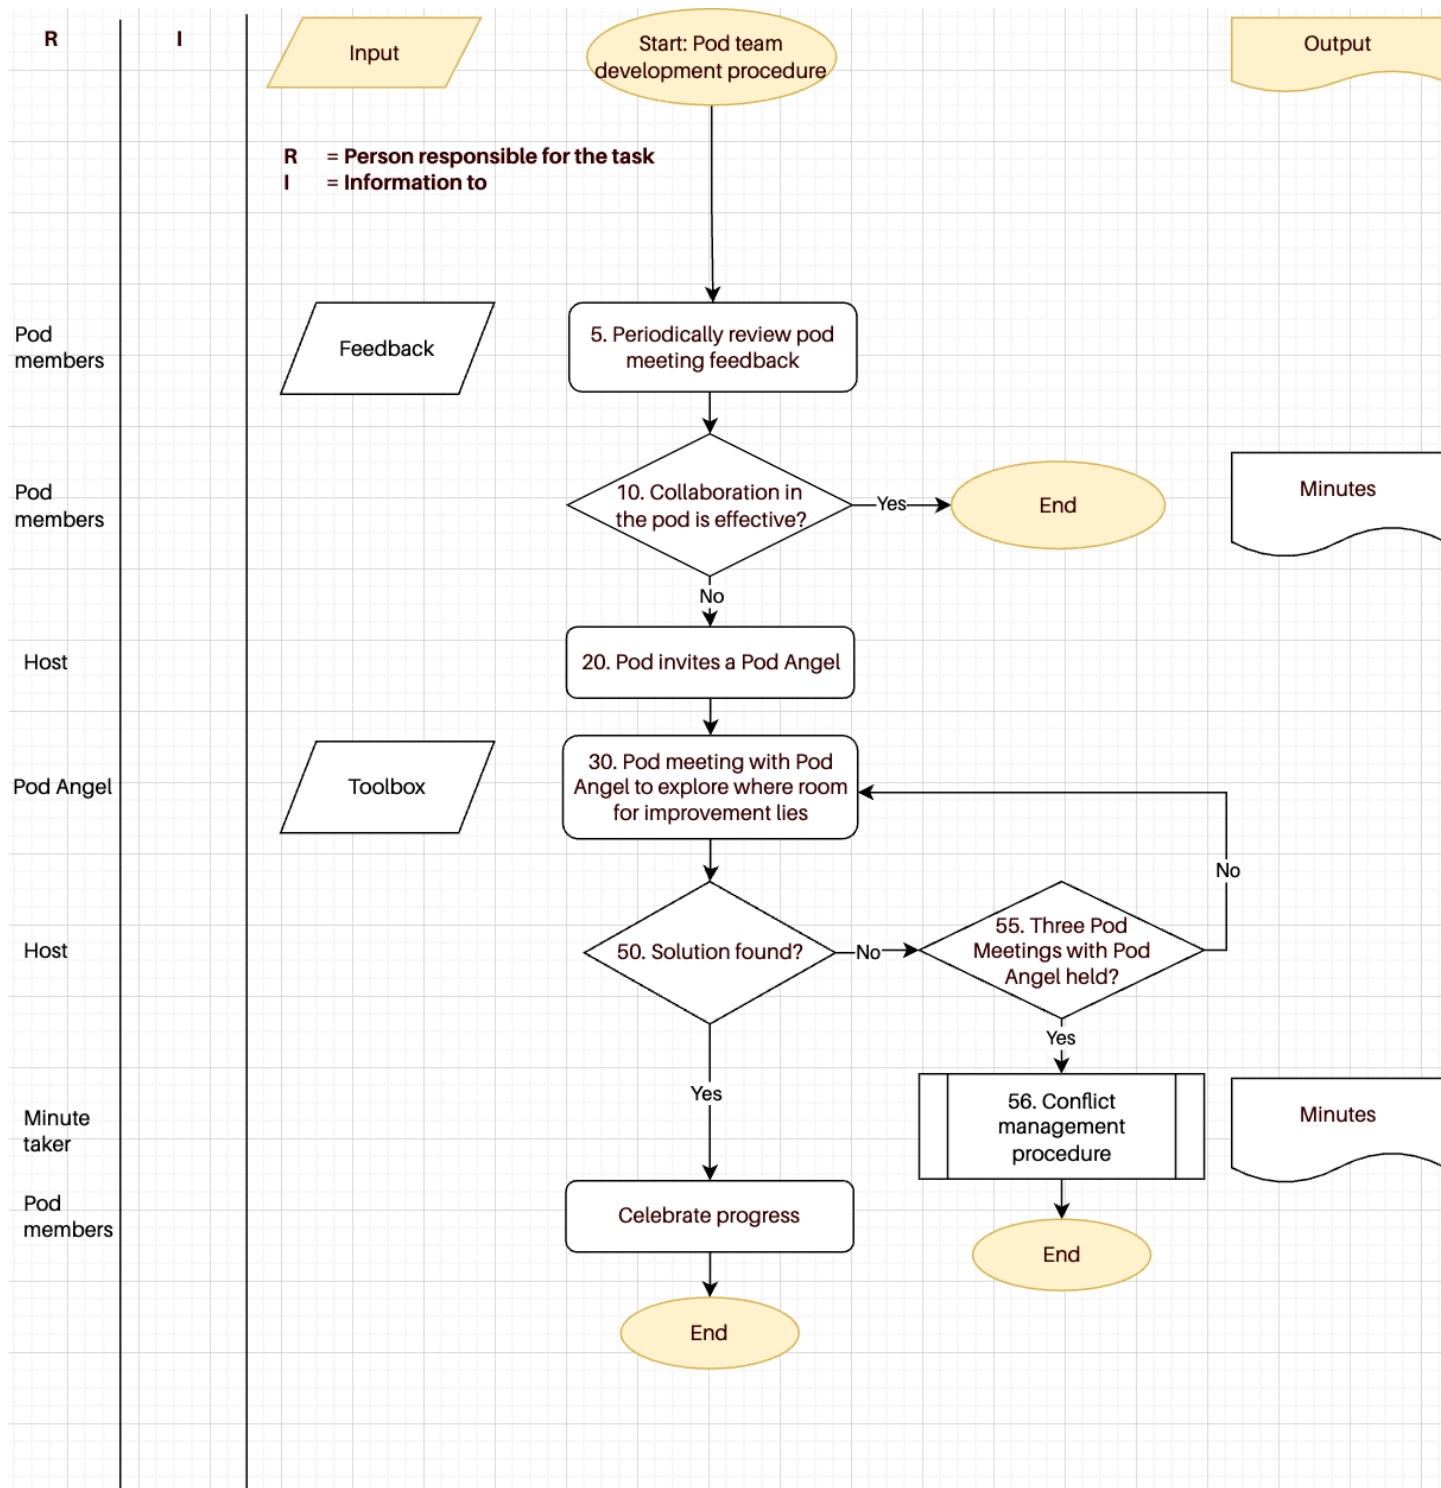 R
I
Input
Start: Pod team
development procedure
Output
R = Person responsible for the task
I = Information to
Pod
members
Feedback
5. Periodically review pod
meeting feedback
Pod
members
10. Collaboration in
the pod is effective?
Yes
End
Minutes
No
Host
20. Pod invites a Pod Angel
Pod Angel
Toolbox
30. Pod meeting with Pod
Angel to explore where room
for improvement lies
No
Host
50. Solution found?
No
55. Three Pod
Meetings with Pod
Angel held?
Yes
Yes
Minute
taker
56. Conflict
management
procedure
Minutes
Pod
members
Celebrate progress
End
End